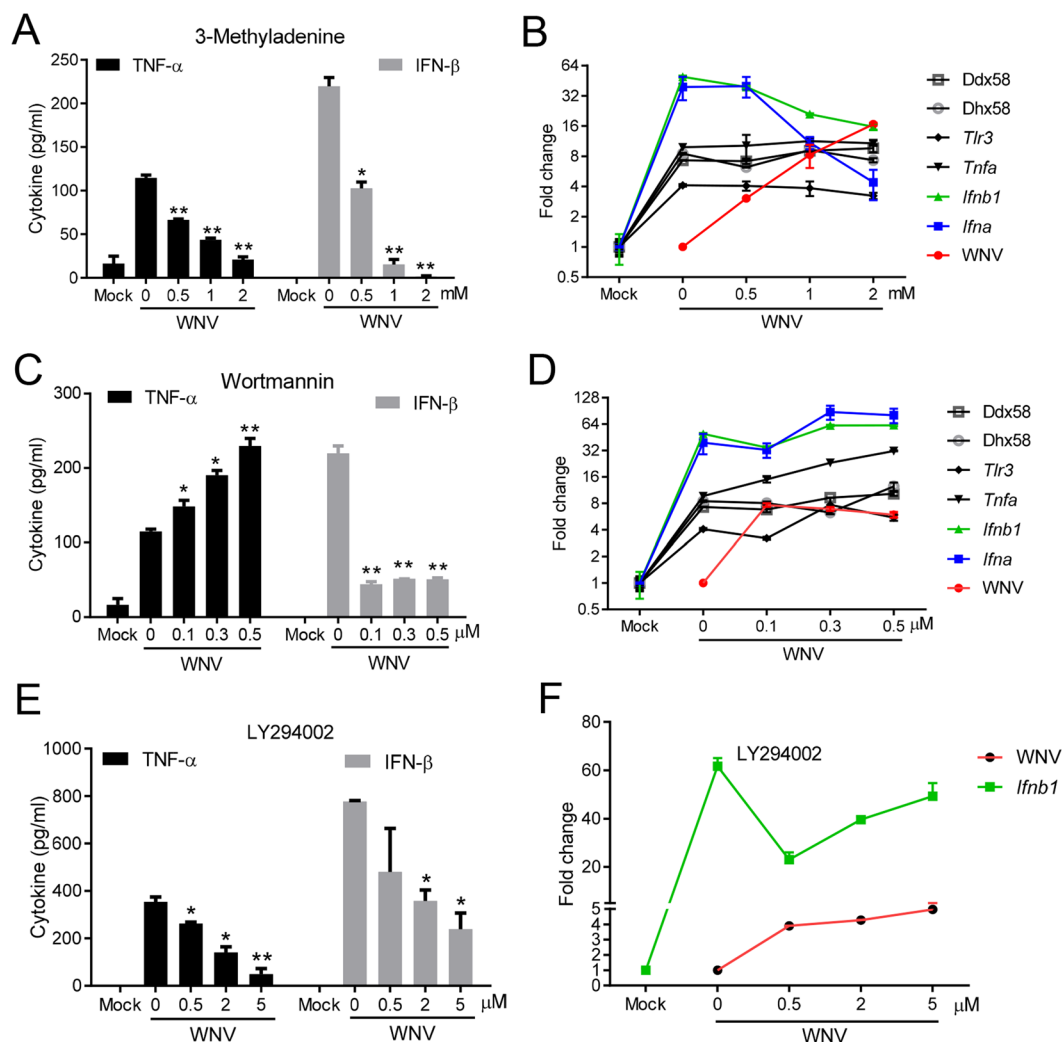 A
3-Methyladenine
TNF-α
IFN-β
Cytokine (pg/ml)
250
200
150
100
50
0
**
**
**
*
**
**
Mock 0 0.5 1 2 Mock 0 0.5 1 2 mM
WNV WNV
B
Fold change
64
32
16
8
4
2
1
0.5
Mock 0 0.5 1 2 mM
WNV
Ddx58
Dhx58
Tlr3
Tnfa
Ifnb1
Ifna
WNV
C
Wortmannin
TNF-α
IFN-β
Cytokine (pg/ml)
300
200
100
0
*
*
**
** ** **
Mock 0 0.1 0.3 0.5 Mock 0 0.1 0.3 0.5 μM
WNV WNV
D
Fold change
128
64
32
16
8
4
2
1
0.5
Mock 0 0.1 0.3 0.5 μM
WNV
Ddx58
Dhx58
Tlr3
Tnfa
Ifnb1
Ifna
WNV
E
LY294002
TNF-α
IFN-β
Cytokine (pg/ml)
1000
800
600
400
200
0
*
*
**
*
*
Mock 0 0.5 2 5 Mock 0 0.5 2 5 μM
WNV WNV
F
LY294002
Fold change
80
60
40
20
5
4
3
2
1
0
Mock 0 0.5 2 5 μM
WNV
WNV
Ifnb1